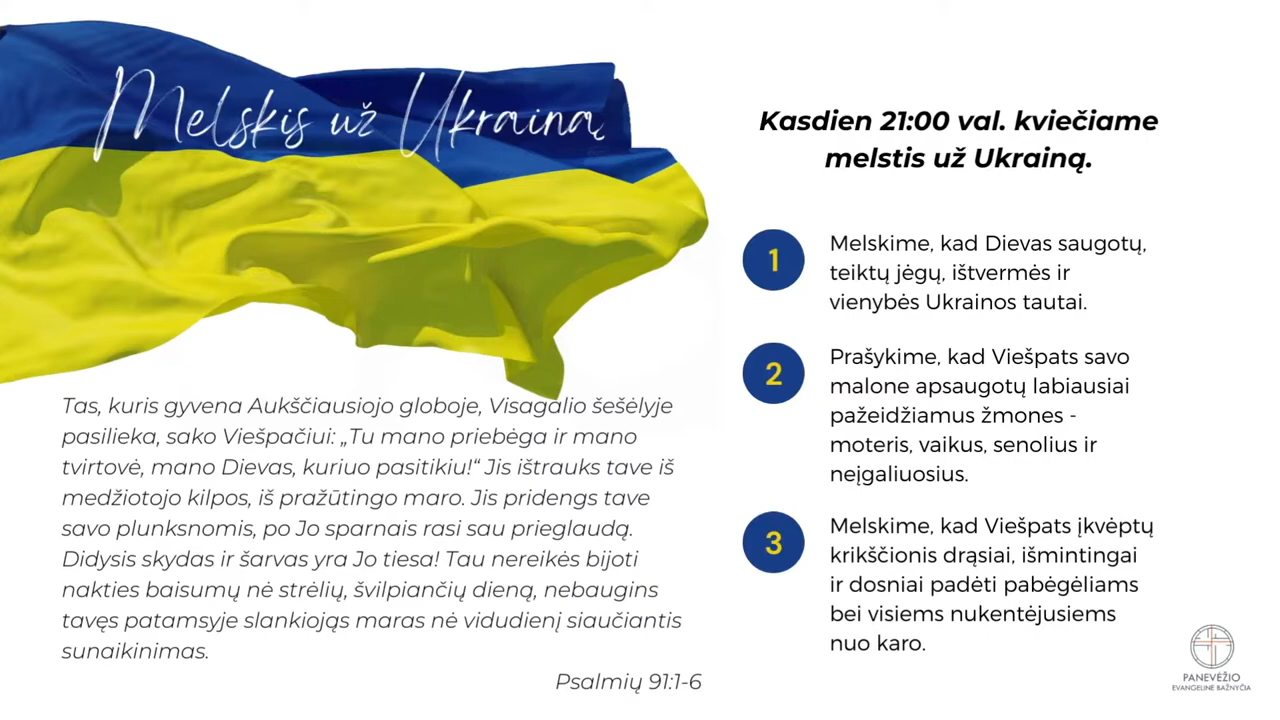 Melskis už Ukrainą
Tas, kuris gyvena Aukščiausiojo globoje, Visagalio šešėlyje
pasilieka, sako Viešpačiui: „Tu mano priebėga ir mano
tvirtovė, mano Dievas, kuriuo pasitikiu!“ Jis ištrauks tave iš
medžiotojo kilpos, iš pražūtingo maro. Jis pridengs tave
savo plunksnomis, po Jo sparnais rasi sau prieglaudą.
Didysis skydas ir šarvas yra Jo tiesa! Tau nereikės bijoti
nakties baisumų nė strėlių, švilpiančių dieną, nebaugins
tavęs patamsyje slankiojąs maras nė vidudienį siaučiantis
sunaikinimas.
Psalmių 91:1-6
Kasdien 21:00 val. kviečiame
melstis už Ukrainą.
1
Melskime, kad Dievas saugotų,
teiktų jėgų, ištvermės ir
vienybės Ukrainos tautai.
2
Prašykime, kad Viešpats savo
malone apsaugotų labiausiai
pažeidžiamus žmones -
moteris, vaikus, senolius ir
neįgaliuosius.
3
Melskime, kad Viešpats įkvėptų
krikščionis drąsiai, išmintingai
ir dosniai padėti pabėgėliams
bei visiems nukentėjusiems
nuo karo.
PANEVĖŽIO
EVANGELINĖ BAŽNYČIA